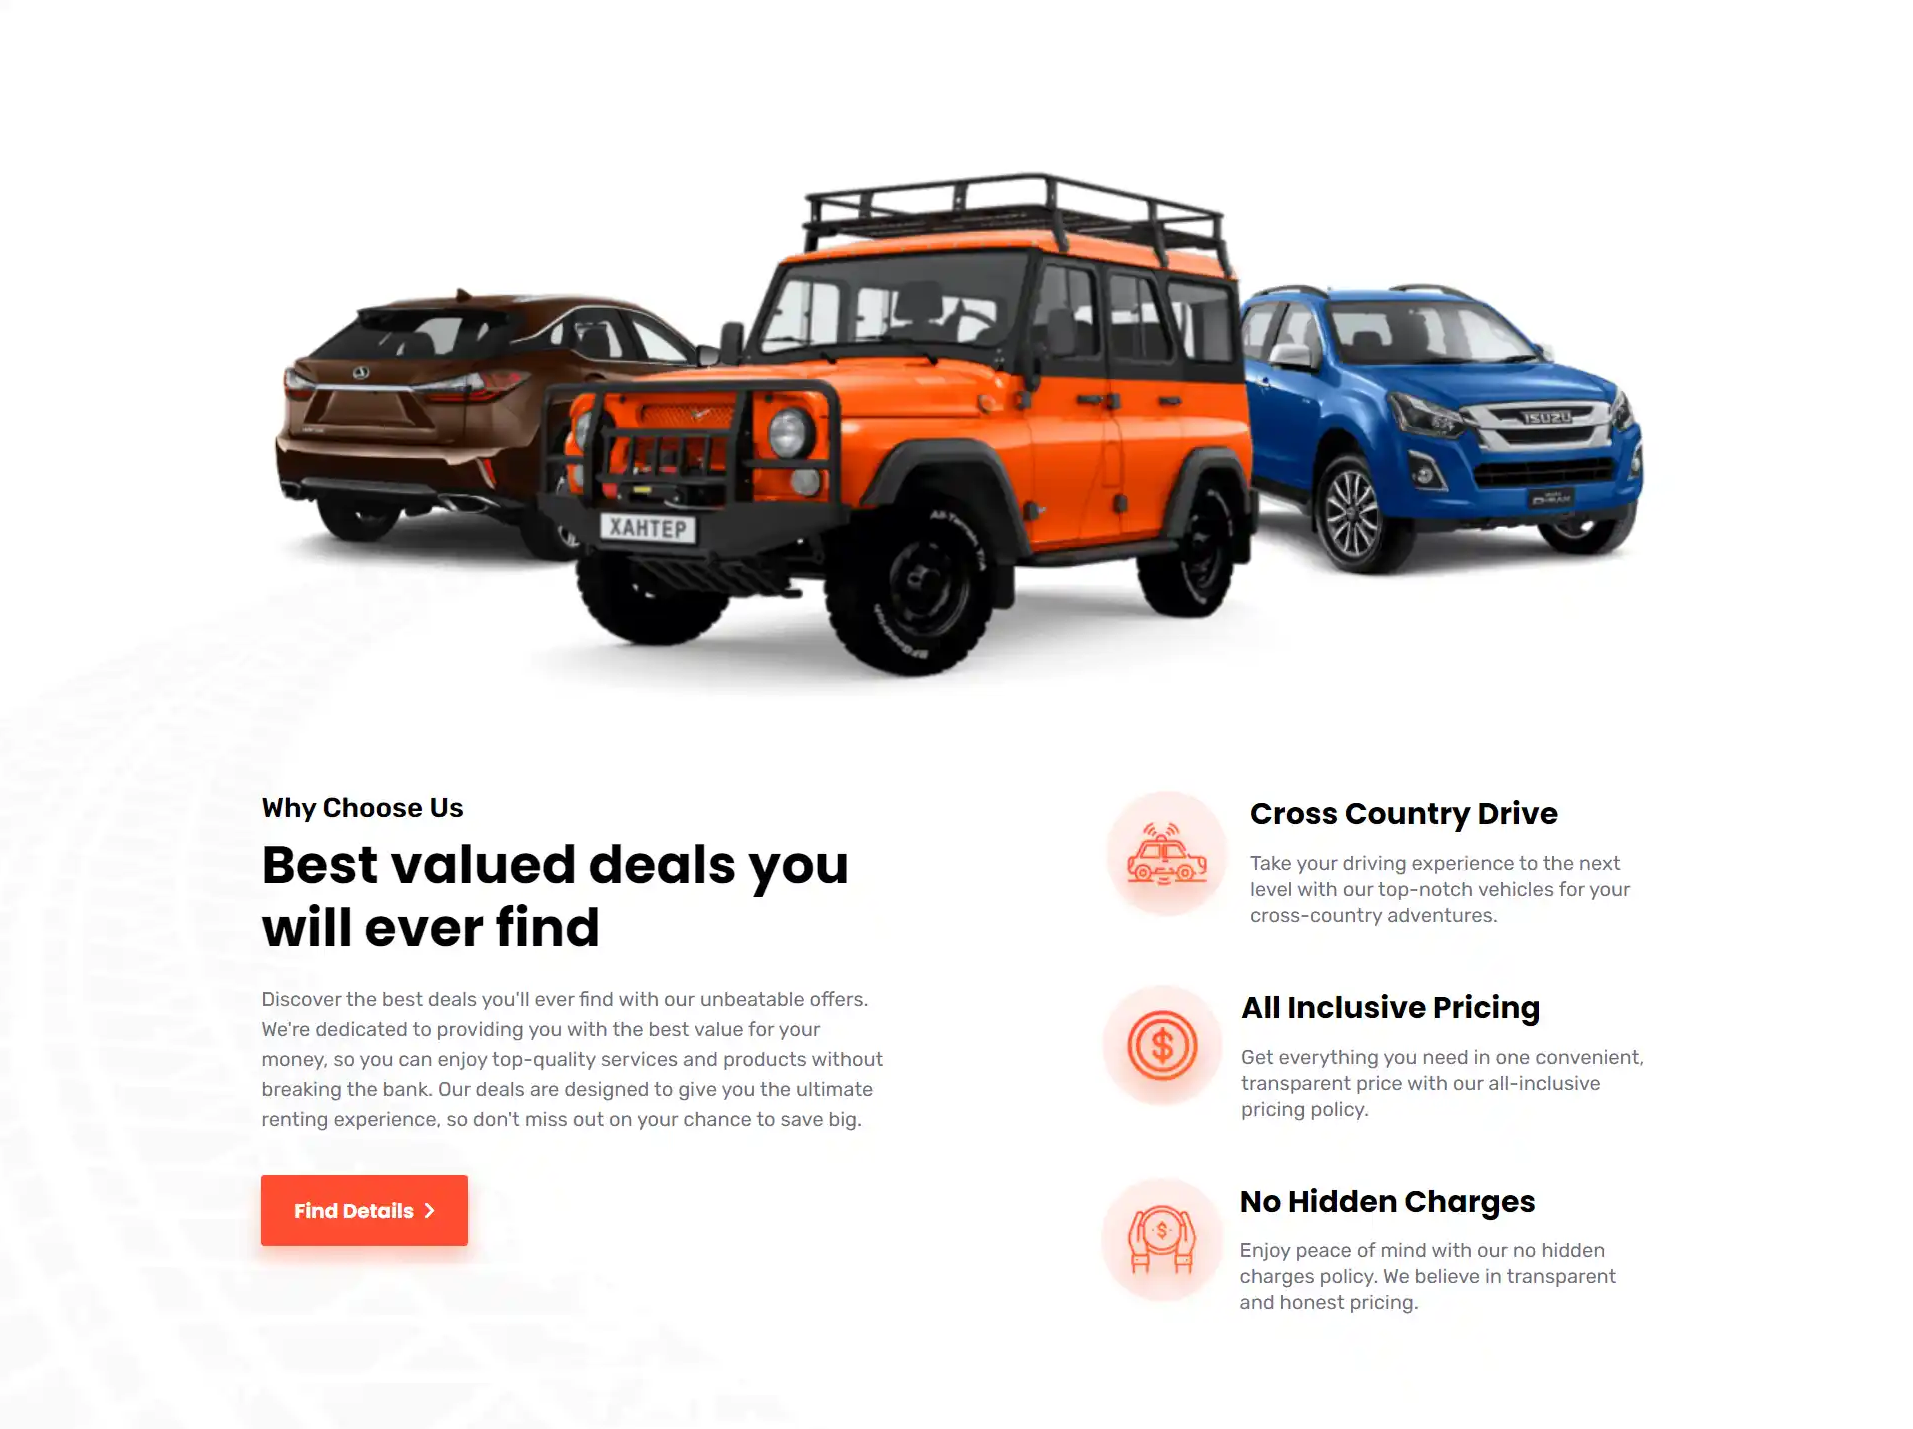 ISUZU
ХАНТЕР
All-Terrain T/A
BFGoodrich
Why Choose Us
Best valued deals you
will ever find
Discover the best deals you'll ever find with our unbeatable offers.
We're dedicated to providing you with the best value for your
money, so you can enjoy top-quality services and products without
breaking the bank. Our deals are designed to give you the ultimate
renting experience, so don't miss out on your chance to save big.
Find Details
Cross Country Drive
Take your driving experience to the next
level with our top-notch vehicles for your
cross-country adventures.
All Inclusive Pricing
$
Get everything you need in one convenient,
transparent price with our all-inclusive
pricing policy.
No Hidden Charges
$
Enjoy peace of mind with our no hidden
charges policy. We believe in transparent
and honest pricing.